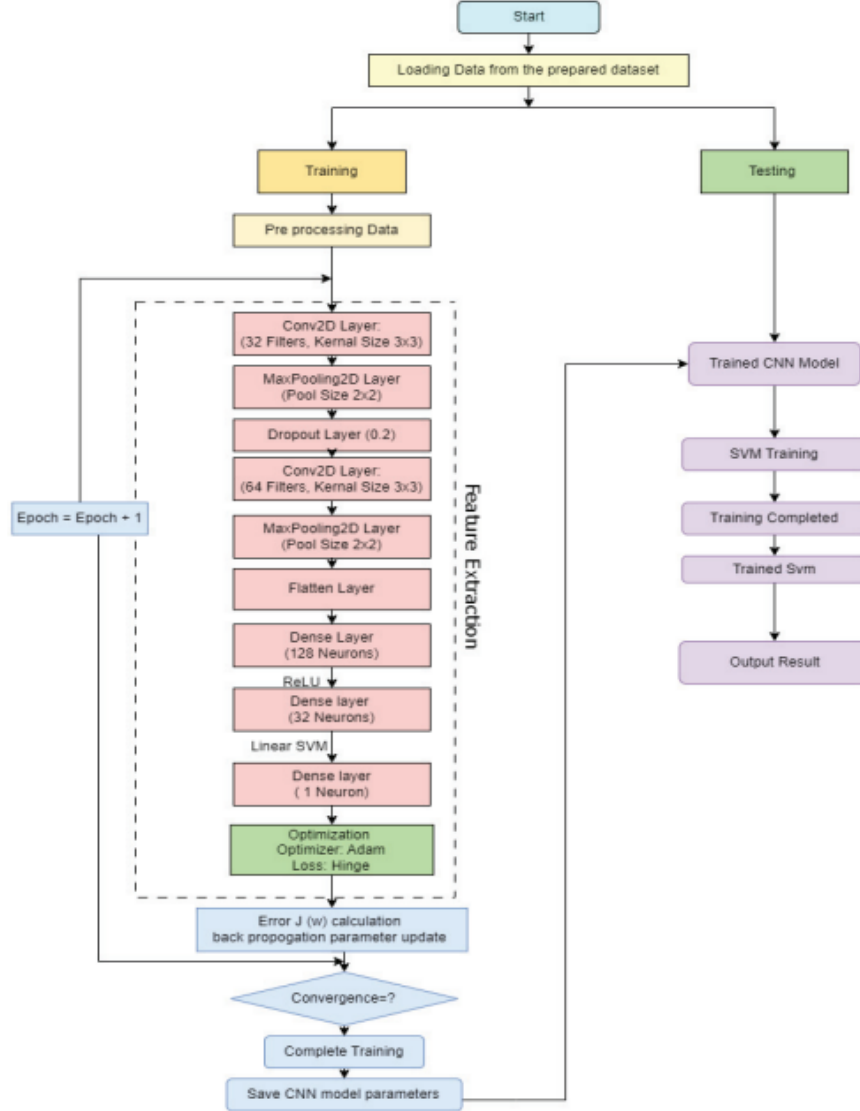 Start
Loading Data from the prepared dataset
Training
Testing
Pre processing Data
Conv2D Layer:
(32 Filters, Kernal Size 3x3)
MaxPooling2D Layer
(Pool Size 2x2)
Dropout Layer (0.2)
Conv2D Layer:
(64 Filters, Kernal Size 3x3)
MaxPooling2D Layer
(Pool Size 2x2)
Flatten Layer
Dense Layer
(128 Neurons)
ReLU
Dense layer
(32 Neurons)
Linear SVM
Dense layer
( 1 Neuron)
Optimization
Optimizer: Adam
Loss: Hinge
Feature Extraction
Epoch = Epoch + 1
Error J (w) calculation
back propogation parameter update
Convergence=?
Complete Training
Save CNN model parameters
Trained CNN Model
SVM Training
Training Completed
Trained Svm
Output Result